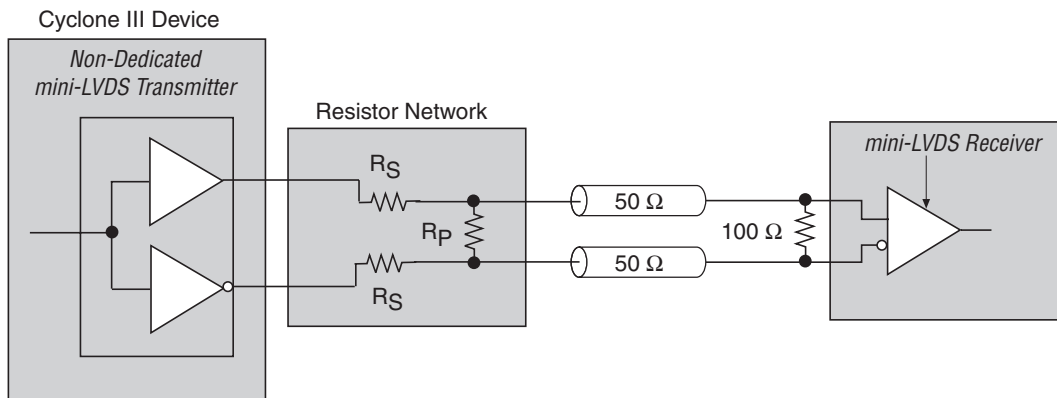 Cyclone III Device
Non-Dedicated
mini-LVDS Transmitter
Resistor Network
mini-LVDS Receiver
RS
50 Ω
RP
100 Ω
50 Ω
RS